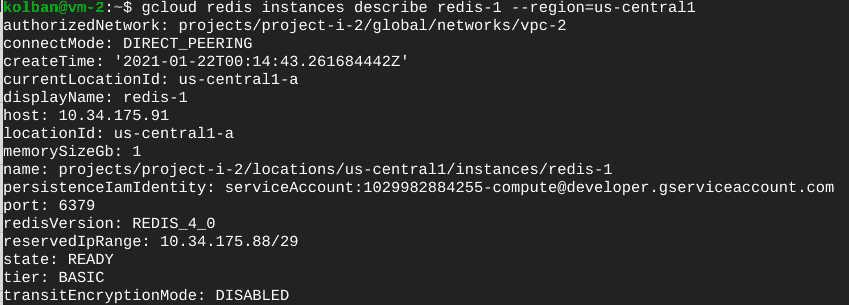 kolban@vm-2:~$ gcloud redis instances describe redis-1 --region=us-central1
authorizedNetwork: projects/project-i-2/global/networks/vpc-2
connectMode: DIRECT_PEERING
createTime: '2021-01-22T00:14:43.261684442Z'
currentLocationId: us-central1-a
displayName: redis-1
host: 10.34.175.91
locationId: us-central1-a
memorySizeGb: 1
name: projects/project-i-2/locations/us-central1/instances/redis-1
persistenceIamIdentity: serviceAccount:1029982884255-compute@developer.gserviceaccount.com
port: 6379
redisVersion: REDIS_4_0
reservedIpRange: 10.34.175.88/29
state: READY
tier: BASIC
transitEncryptionMode: DISABLED